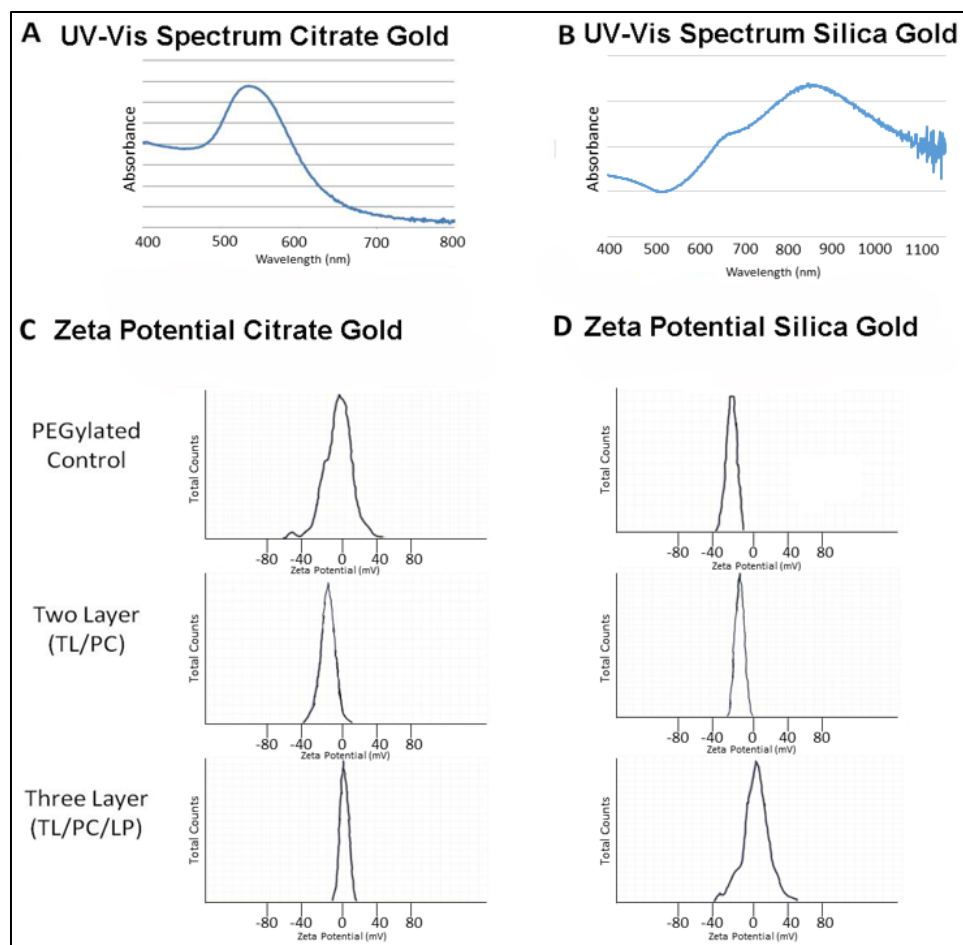 A UV-Vis Spectrum Citrate Gold
Absorbance
400 500 600 700 800
Wavelength (nm)
B UV-Vis Spectrum Silica Gold
Absorbance
400 500 600 700 800 900 1000 1100
Wavelength (nm)
C Zeta Potential Citrate Gold
D Zeta Potential Silica Gold
PEGylated
Control
Total Counts
-80 -40 0 40 80
Zeta Potential (mV)
Total Counts
-80 -40 0 40 80
Zeta Potential (mV)
Two Layer
(TL/PC)
Total Counts
-80 -40 0 40 80
Zeta Potential (mV)
Total Counts
-80 -40 0 40 80
Zeta Potential (mV)
Three Layer
(TL/PC/LP)
Total Counts
-80 -40 0 40 80
Zeta Potential (mV)
Total Counts
-80 -40 0 40 80
Zeta Potential (mV)